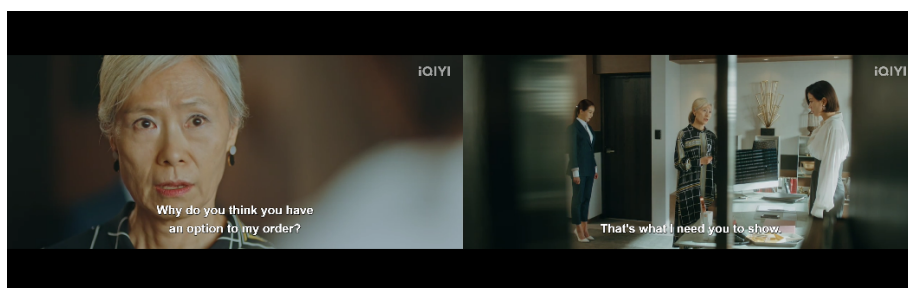 iQIYI
Why do you think you have
an option to my order?
iQIYI
That's what I need you to show.